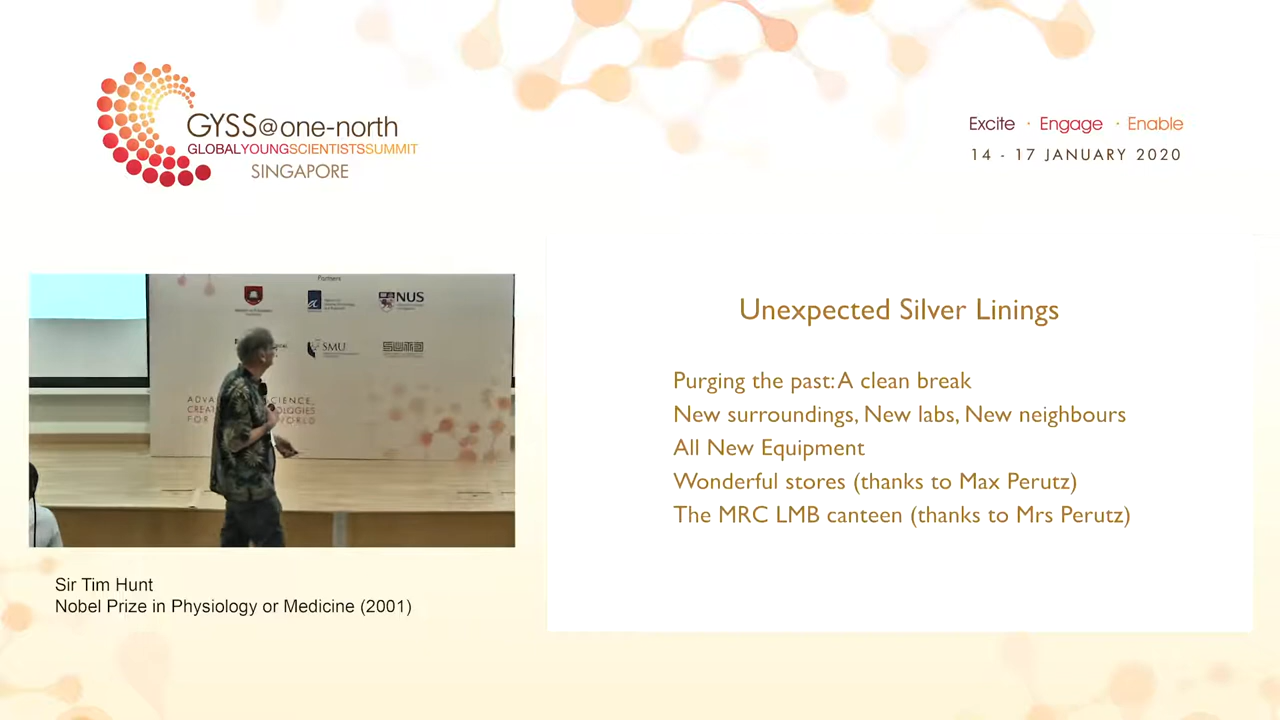 GYSS@one-north
GLOBALYOUNGSCIENTISTSSUMMIT
SINGAPORE
Excite · Engage · Enable
14 - 17 JANUARY 2020
Partners
NUS
SMU
Unexpected Silver Linings
Purging the past: A clean break
New surroundings, New labs, New neighbours
All New Equipment
Wonderful stores (thanks to Max Perutz)
The MRC LMB canteen (thanks to Mrs Perutz)
Sir Tim Hunt
Nobel Prize in Physiology or Medicine (2001)